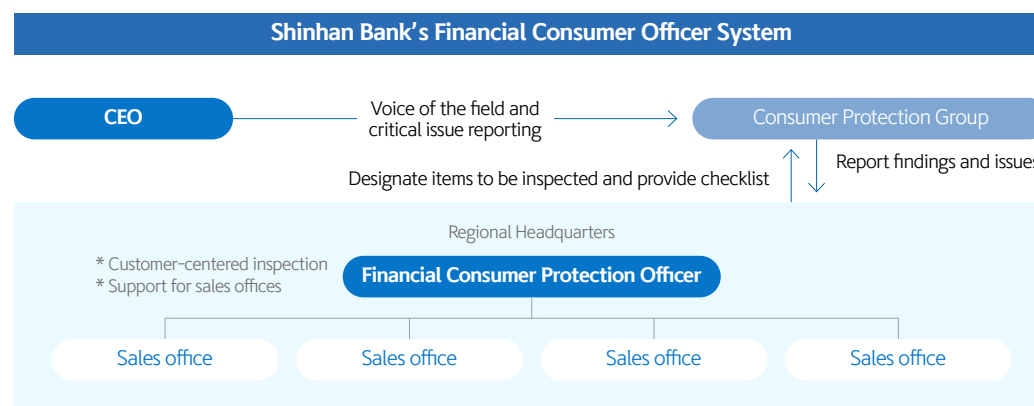 Shinhan Bank's Financial Consumer Officer System
CEO
Voice of the field and
critical issue reporting
Consumer Protection Group
Designate items to be inspected and provide checklist
Report findings and issues
Regional Headquarters
* Customer-centered inspection
* Support for sales offices
Financial Consumer Protection Officer
Sales office
Sales office
Sales office
Sales office